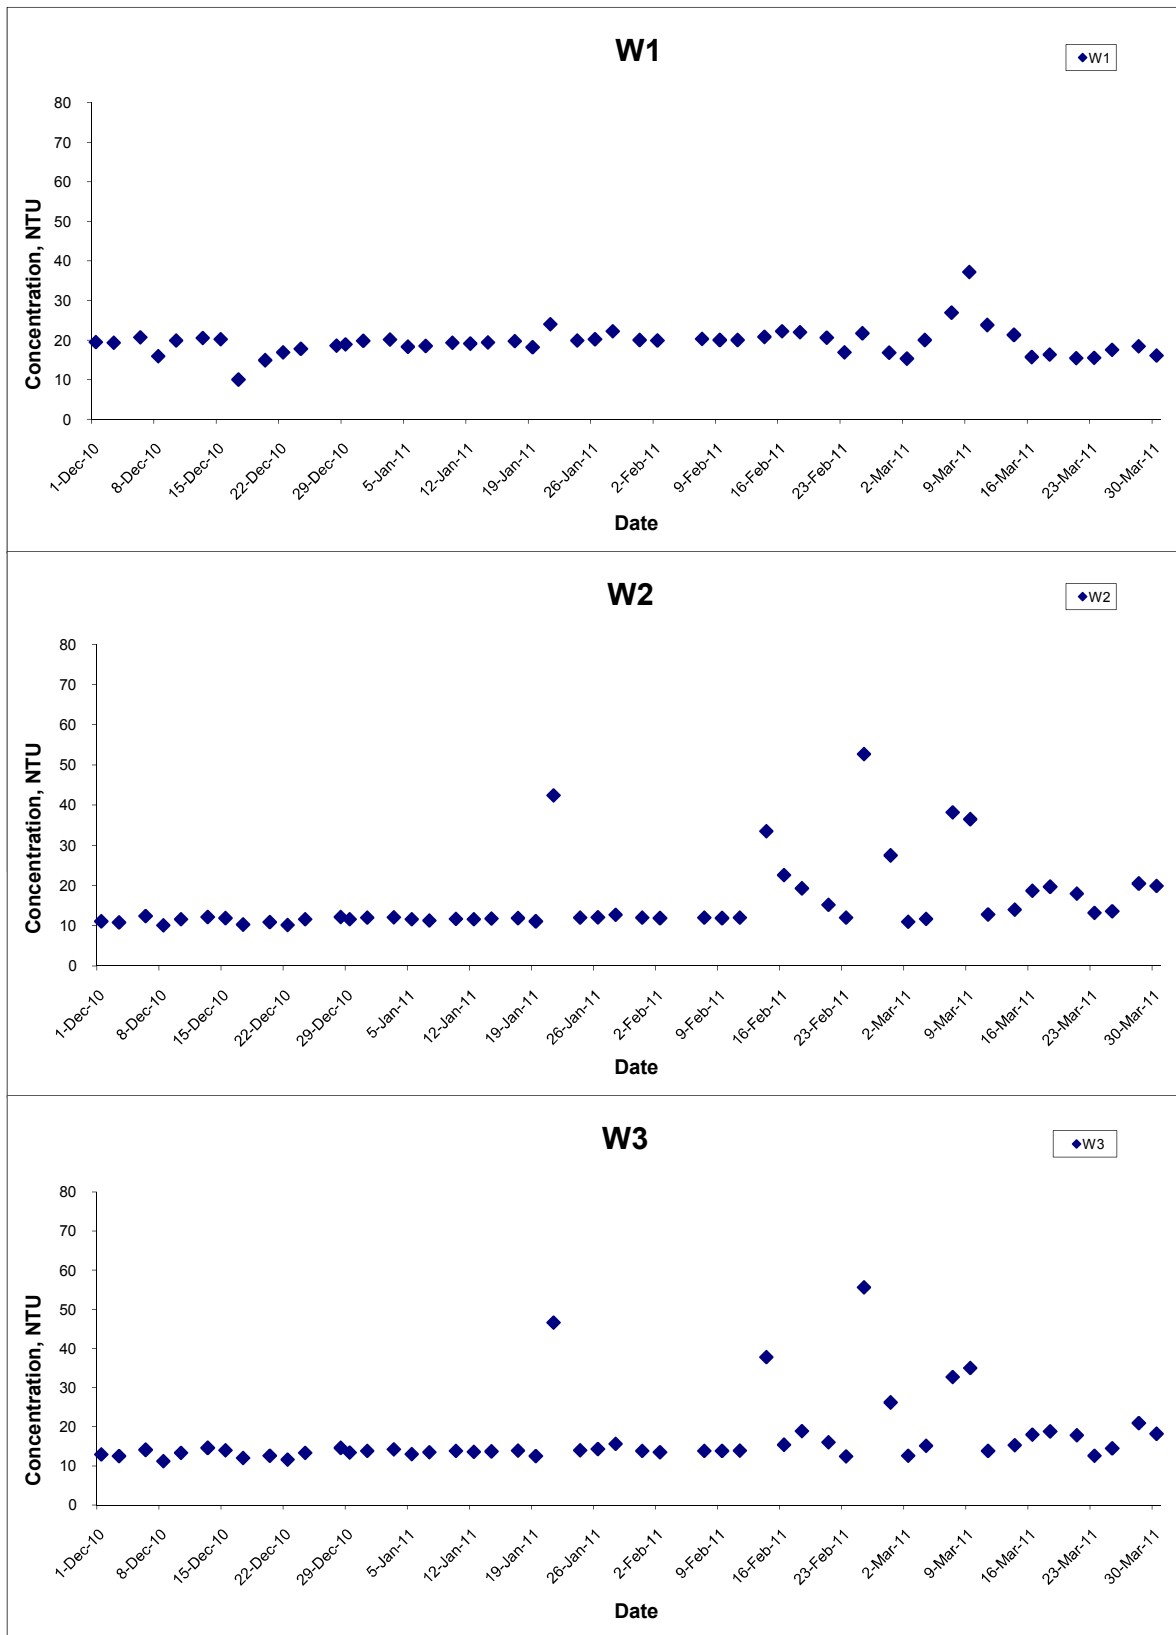 W1
W1
80
70
60
50
40
30
20
10
0
Concentration, NTU
1-Dec-10
8-Dec-10
15-Dec-10
22-Dec-10
29-Dec-10
5-Jan-11
12-Jan-11
19-Jan-11
26-Jan-11
2-Feb-11
9-Feb-11
16-Feb-11
23-Feb-11
2-Mar-11
9-Mar-11
16-Mar-11
23-Mar-11
30-Mar-11
Date
W2
W2
80
70
60
50
40
30
20
10
0
Concentration, NTU
1-Dec-10
8-Dec-10
15-Dec-10
22-Dec-10
29-Dec-10
5-Jan-11
12-Jan-11
19-Jan-11
26-Jan-11
2-Feb-11
9-Feb-11
16-Feb-11
23-Feb-11
2-Mar-11
9-Mar-11
16-Mar-11
23-Mar-11
30-Mar-11
Date
W3
W3
80
70
60
50
40
30
20
10
0
Concentration, NTU
1-Dec-10
8-Dec-10
15-Dec-10
22-Dec-10
29-Dec-10
5-Jan-11
12-Jan-11
19-Jan-11
26-Jan-11
2-Feb-11
9-Feb-11
16-Feb-11
23-Feb-11
2-Mar-11
9-Mar-11
16-Mar-11
23-Mar-11
30-Mar-11
Date